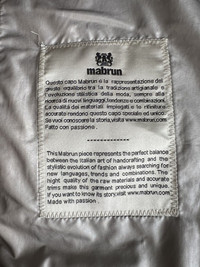 mabrun
Questo capo Mabrun è la rappresentazione del
giusto equilibrio tra la tradizione artigianale e
l'evoluzione stilistica della moda, sempre alla
ricerca di nuovi linguaggi, tendenze e combinazioni.
La qualità dei materiali impiegati e le rifiniture
accurate rendono questo capo speciale ed unico.
Se vuoi conoscere la storia, visita www.mabrun.com
Fatto con passione.
-------------
This Mabrun piece represents the perfect balance
between the italian art of handcrafting and the
stylistic evolution of fashion always searching for
new languages, trends and combinations. The
hight quality of the raw materials and accurate
trims make this garment precious and unique.
If you want to know its story, visit www.mabrun.com
Made with passion